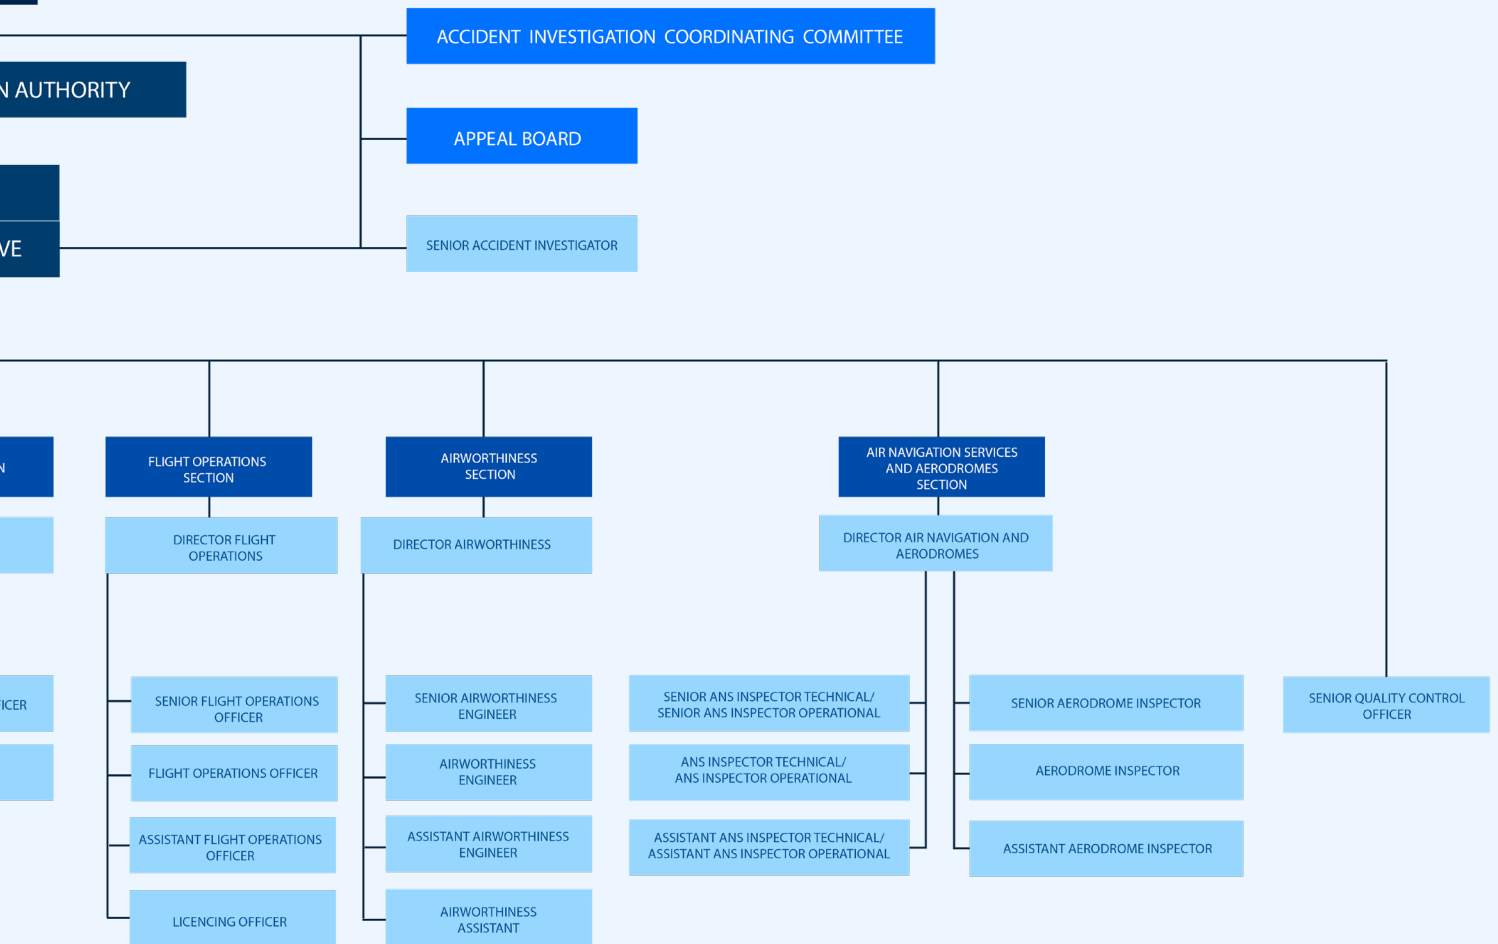 ACCIDENT INVESTIGATION COORDINATING COMMITTEE
AUTHORITY
APPEAL BOARD
SENIOR ACCIDENT INVESTIGATOR
FLIGHT OPERATIONS
SECTION
AIRWORTHINESS
SECTION
AIR NAVIGATION SERVICES
AND AERODROMES
SECTION
DIRECTOR FLIGHT
OPERATIONS
DIRECTOR AIRWORTHINESS
DIRECTOR AIR NAVIGATION AND
AERODROMES
SENIOR FLIGHT OPERATIONS
OFFICER
SENIOR AIRWORTHINESS
ENGINEER
SENIOR ANS INSPECTOR TECHNICAL/
SENIOR ANS INSPECTOR OPERATIONAL
SENIOR AERODROME INSPECTOR
SENIOR QUALITY CONTROL
OFFICER
FLIGHT OPERATIONS OFFICER
AIRWORTHINESS
ENGINEER
ANS INSPECTOR TECHNICAL/
ANS INSPECTOR OPERATIONAL
AERODROME INSPECTOR
ASSISTANT FLIGHT OPERATIONS
OFFICER
ASSISTANT AIRWORTHINESS
ENGINEER
ASSISTANT ANS INSPECTOR TECHNICAL/
ASSISTANT ANS INSPECTOR OPERATIONAL
ASSISTANT AERODROME INSPECTOR
LICENCING OFFICER
AIRWORTHINESS
ASSISTANT